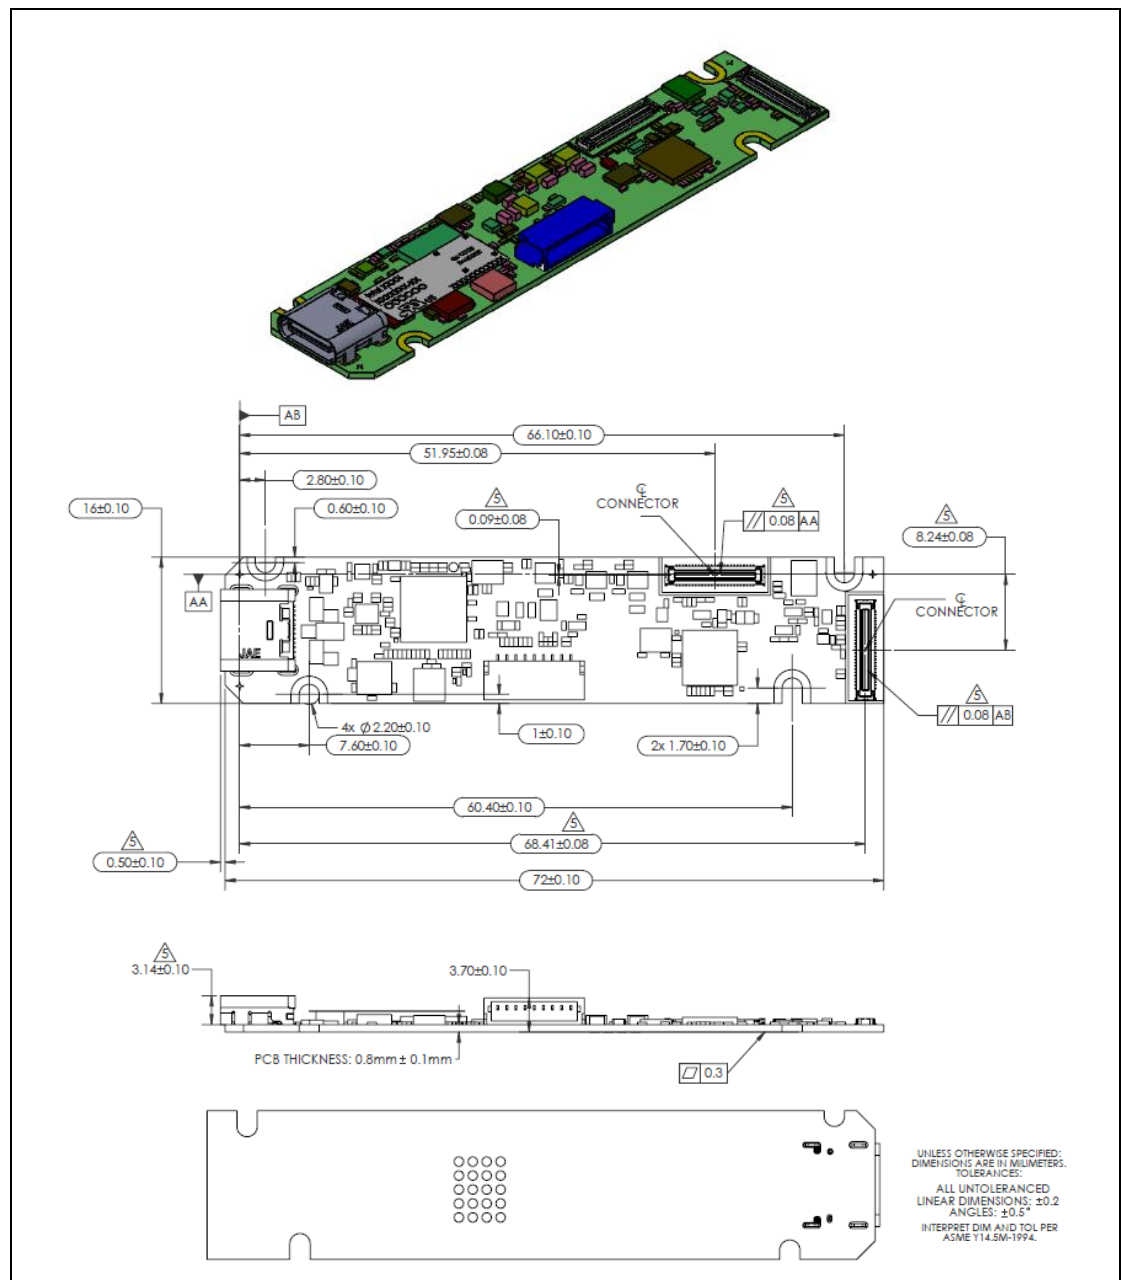 AB
66.10±0.10
51.95±0.08
2.80±0.10
16±0.10
0.60±0.10
5
0.09±0.08
℄
CONNECTOR
5
// 0.08 AA
5
8.24±0.08
AA
℄
CONNECTOR
JAE
5
// 0.08 AB
4x ∅2.20±0.10
7.60±0.10
1±0.10
2x 1.70±0.10
60.40±0.10
5
68.41±0.08
5
0.50±0.10
72±0.10
5
3.14±0.10
3.70±0.10
PCB THICKNESS: 0.8mm ± 0.1mm
⏥ 0.3
UNLESS OTHERWISE SPECIFIED:
DIMENSIONS ARE IN MILIMETERS.
TOLERANCES:
ALL UNTOLERANCED
LINEAR DIMENSIONS: ±0.2
ANGLES: ±0.5°
INTERPRET DIM AND TOL PER
ASME Y14.5M-1994.